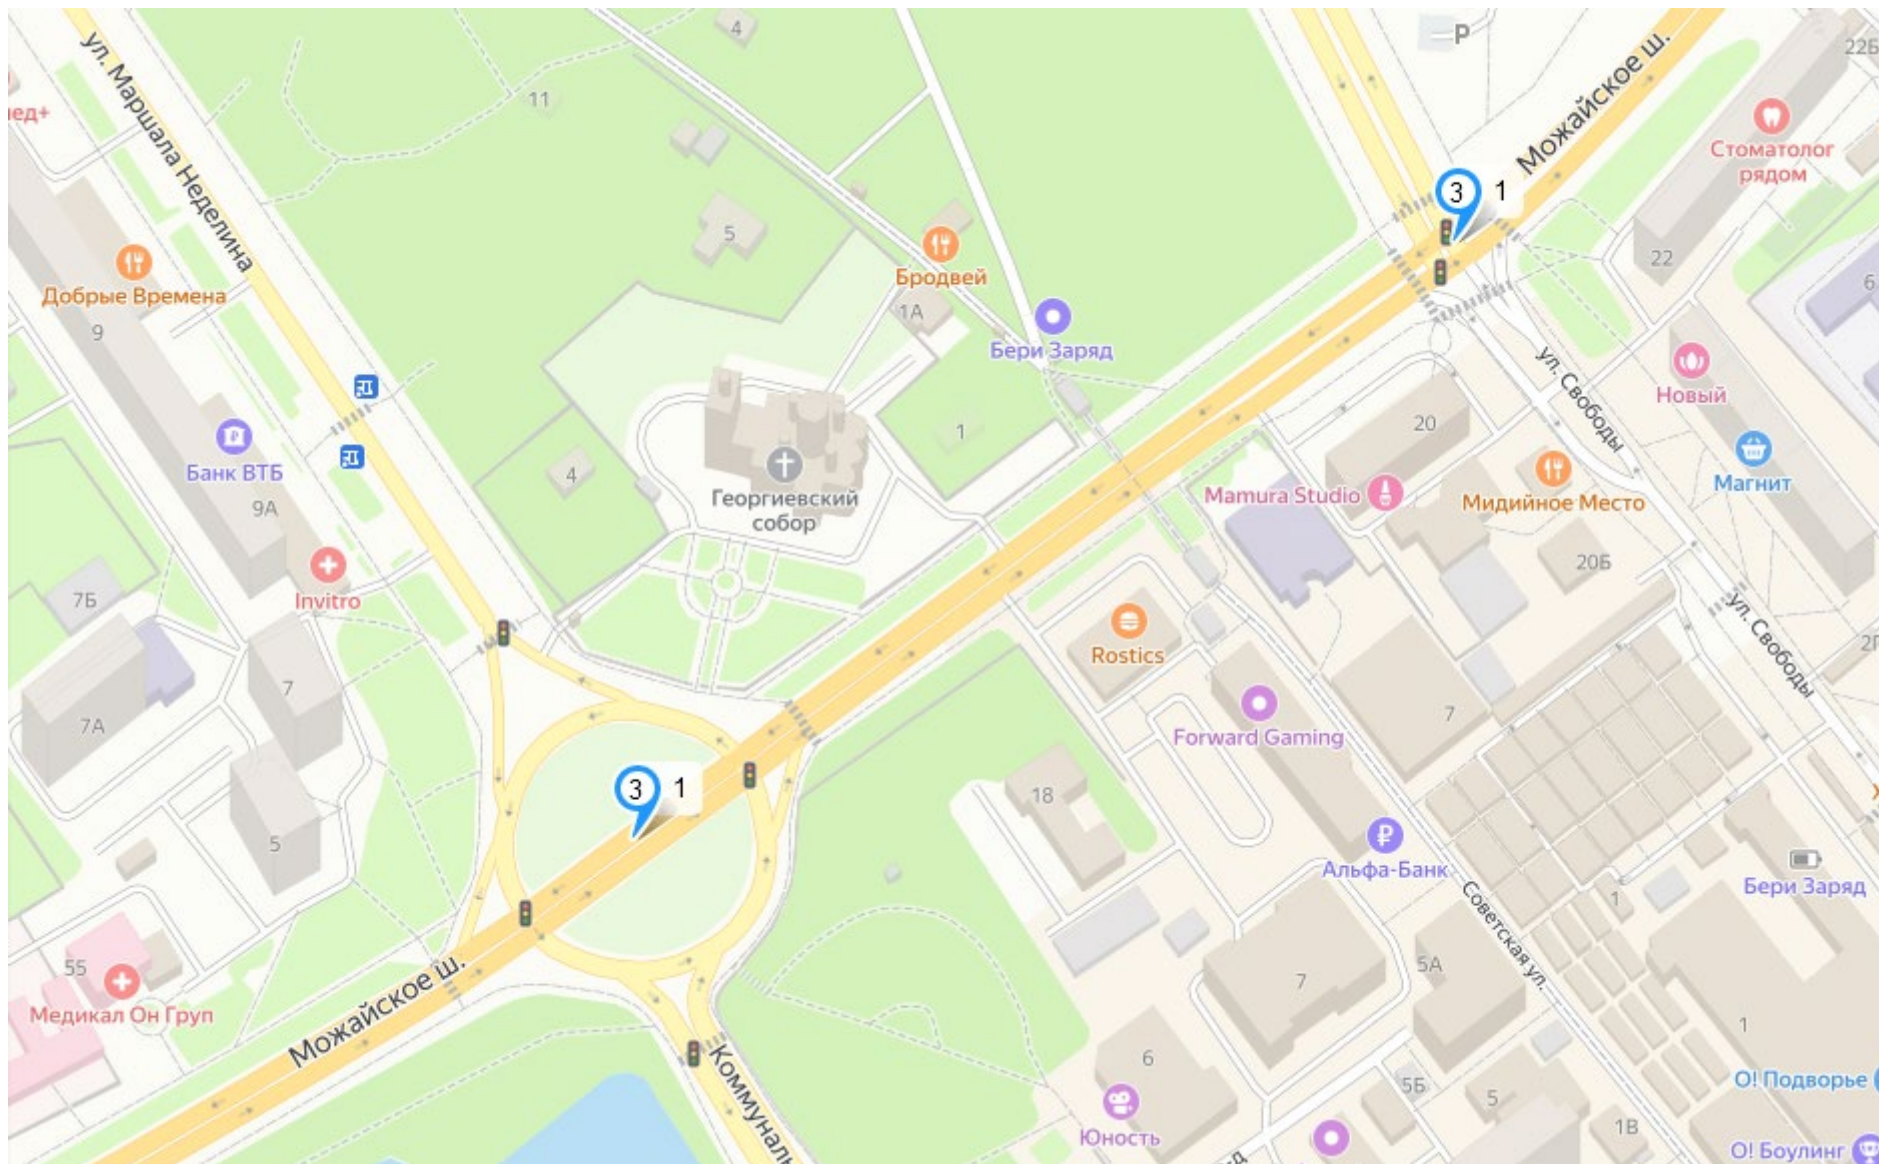 4
P
22Б
Можайское ш.
ул. Маршала Неделина
11
ед+
Стоматолог
рядом
3
1
5
22
6
Бродвей
Добрые Времена
9
1А
Бери Заряд
Новый
ул. Свободы
20
1
Банк ВТБ
4
Георгиевский
собор
Mamura Studio
Мидийное Место
Магнит
9А
20Б
7Б
Invitro
ул. Свободы
Rostics
7
7А
7
Forward Gaming
3
1
18
5
Альфа-Банк
Бери Заряд
1
Советская ул.
55
Медикал Он Груп
Можайское ш.
7
5А
1
6
Коммуналь
О! Подворье
5Б
5
Юность
1В
О! Боулинг